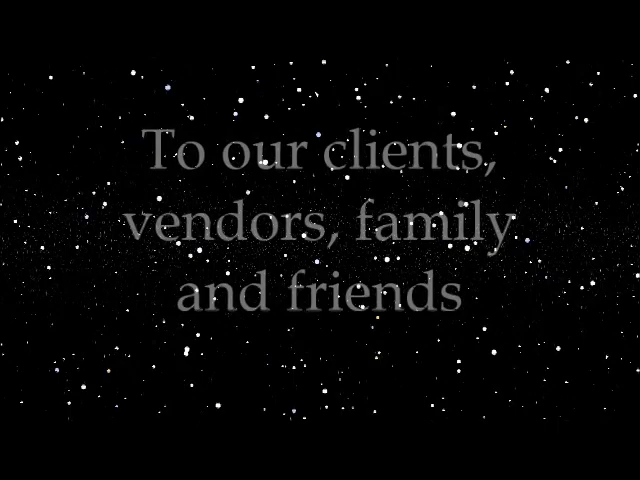 To our clients,
vendors, family
and friends